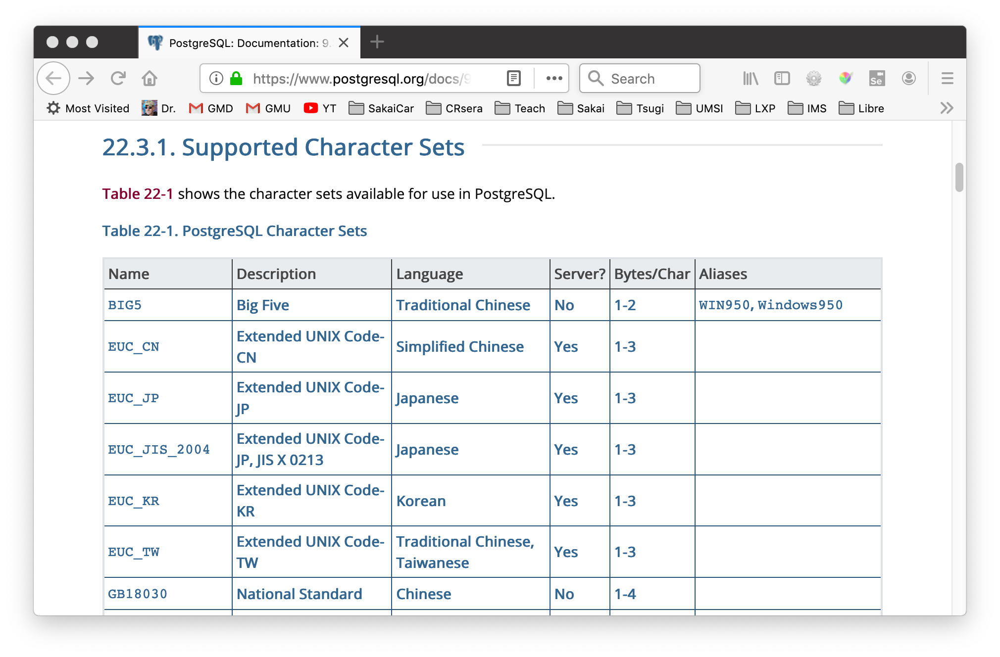 PostgreSQL: Documentation: 9.
https://www.postgresql.org/docs/9
Search
Se
Most Visited Dr. GMD GMU YT SakaiCar CRsera Teach Sakai Tsugi UMSI LXP IMS Libre
22.3.1. Supported Character Sets
Table 22-1 shows the character sets available for use in PostgreSQL.
Table 22-1. PostgreSQL Character Sets
Name Description Language Server? Bytes/Char Aliases
BIG5 Big Five Traditional Chinese No 1-2 WIN950, Windows950
EUC_CN Extended UNIX Code-
CN Simplified Chinese Yes 1-3
EUC_JP Extended UNIX Code-
JP Japanese Yes 1-3
EUC_JIS_2004 Extended UNIX Code-
JP, JIS X 0213 Japanese Yes 1-3
EUC_KR Extended UNIX Code-
KR Korean Yes 1-3
EUC_TW Extended UNIX Code-
TW Traditional Chinese,
Taiwanese Yes 1-3
GB18030 National Standard Chinese No 1-4